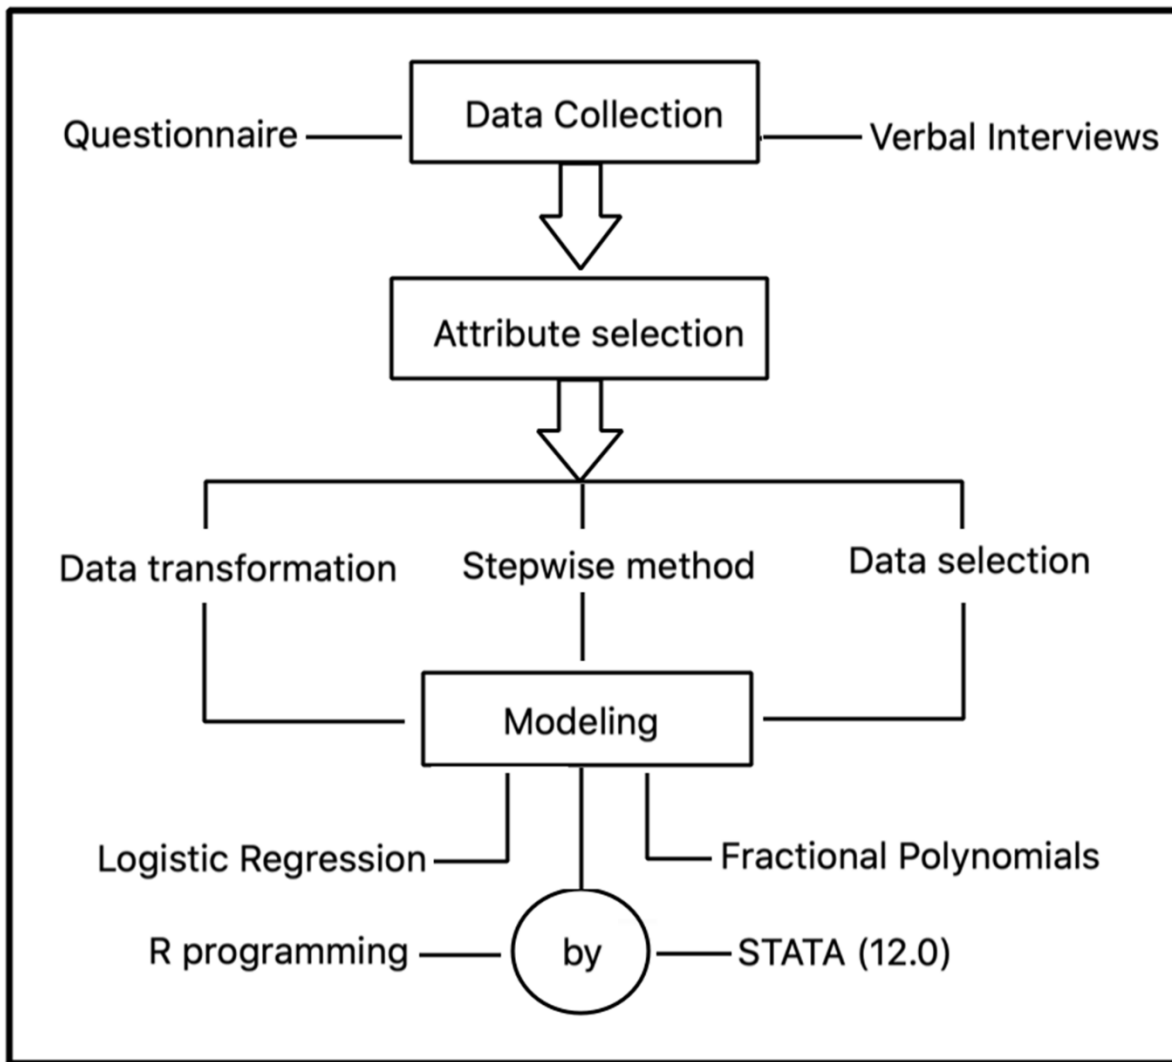 Data Collection
Questionnaire
Verbal Interviews
Attribute selection
Data transformation
Stepwise method
Data selection
Modeling
Logistic Regression
Fractional Polynomials
R programming
by
STATA (12.0)